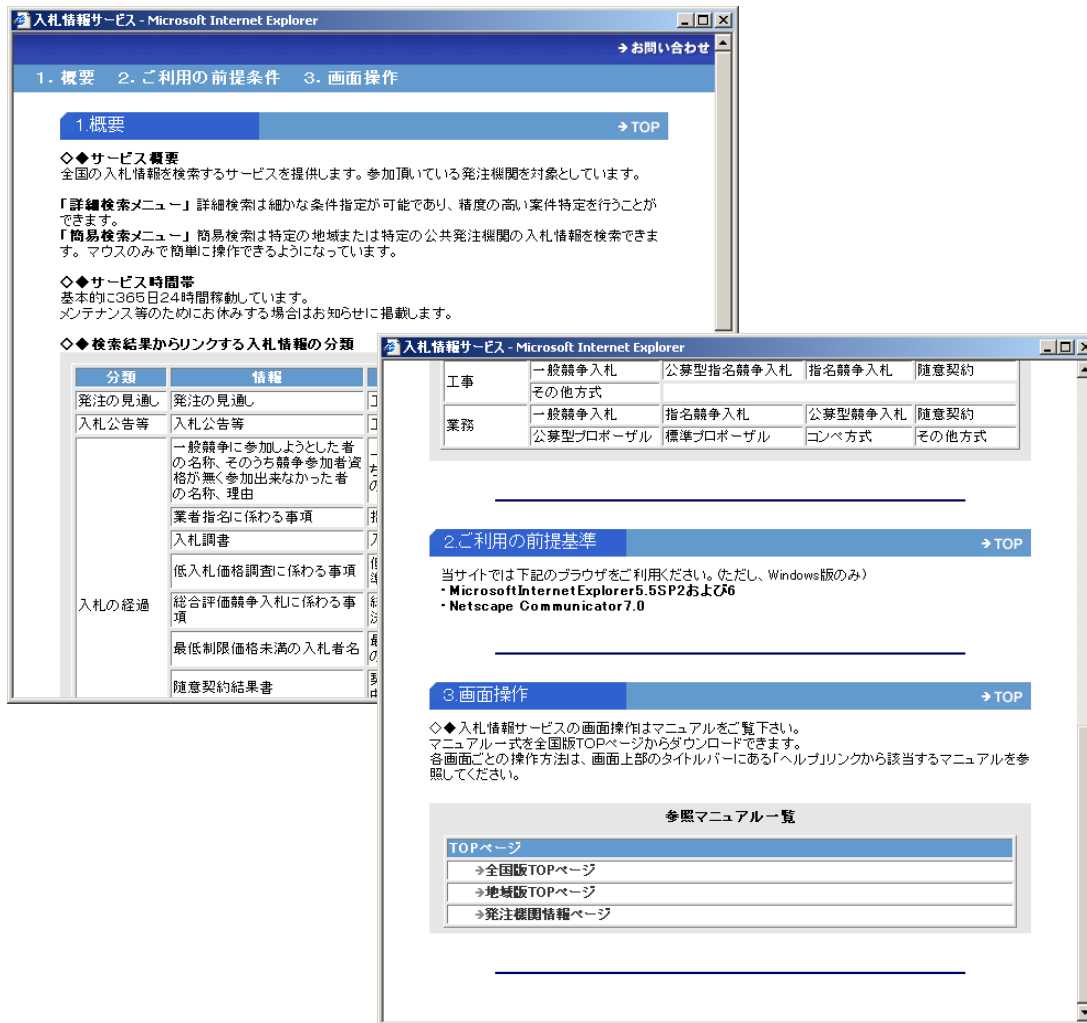 入札情報サービス - Microsoft Internet Explorer
→お問い合わせ
1. 概要 2. ご利用の前提条件 3. 画面操作
1.概要
→TOP
◇◆サービス概要
全国の入札情報を検索するサービスを提供します。参加頂いている発注機関を対象としています。
「詳細検索メニュー」詳細検索は細かな条件指定が可能であり、精度の高い案件特定を行うことが
できます。
「簡易検索メニュー」簡易検索は特定の地域または特定の公共発注機関の入札情報を検索できま
す。マウスのみで簡単に操作できるようになっています。
◇◆サービス時間帯
基本的に365日24時間稼動しています。
メンテナンス等のためにお休みする場合はお知らせに掲載します。
◇◆検索結果からリンクする入札情報の分類
分類 情報
発注の見通し 発注の見通し
入札公告等 入札公告等
入札の経過
一般競争に参加しようとした者
の名称、そのうち競争参加者資
格が無く参加出来なかった者
の名称、理由
業者指名に係わる事項
入札調書
低入札価格調査に係わる事項
総合評価競争入札に係わる事
項
最低制限価格未満の入札者名
随意契約結果書
入札情報サービス - Microsoft Internet Explorer
工事
一般競争入札 公募型指名競争入札 指名競争入札 随意契約
その他方式
業務
一般競争入札 指名競争入札 公募型競争入札 随意契約
公募型プロポーザル 標準プロポーザル コンペ方式 その他方式
2.ご利用の前提基準
→TOP
当サイトでは下記のブラウザをご利用ください。(ただし、Windows版のみ)
・MicrosoftInternetExplorer5.5SP2および6
・Netscape Communicator7.0
3.画面操作
→TOP
◇◆入札情報サービスの画面操作はマニュアルをご覧下さい。
マニュアル一式を全国版TOPページからダウンロードできます。
各画面ごとの操作方法は、画面上部のタイトルバーにある「ヘルプ」リンクから該当するマニュアルを参
照してください。
参照マニュアル一覧
TOPページ
→全国版TOPページ
→地域版TOPページ
→発注機関情報ページ